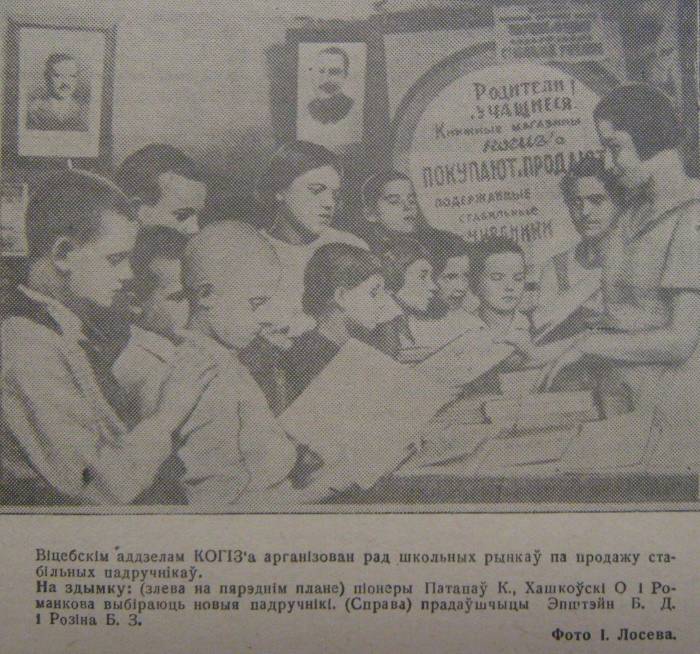 РОДИТЕЛИ!
УЧАЩИЕСЯ.
КНИЖНЫЕ МАГАЗИНЫ
КОГИЗ'а
ПОКУПАЮТ, ПРОДАЮТ
ПОДЕРЖАННЫЕ
СТАБИЛЬНЫЕ
УЧЕБНИКИ
Віцебскім аддзелам КОГІЗ'а арганізован рад школьных рынкаў па продажу ста-
більных падручнікаў.
На здымку: (злева на пярэднім плане) піонеры Патапаў К., Хашкоўскі О і Ро-
манкова выбіраюць новыя падручнікі. (Справа) прадаўшчыцы Эпштэйн Б. Д.
і Розіна Б. З.
Фото І. Лосева.